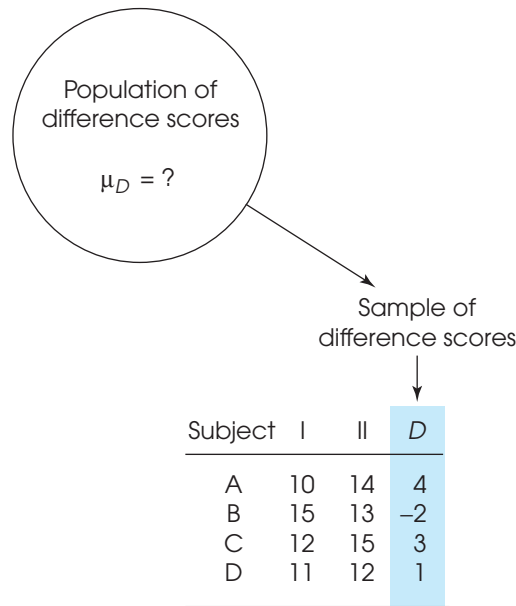 Population of
difference scores
μD = ?
Sample of
difference scores
Subject I II D
A 10 14 4
B 15 13 –2
C 12 15 3
D 11 12 1